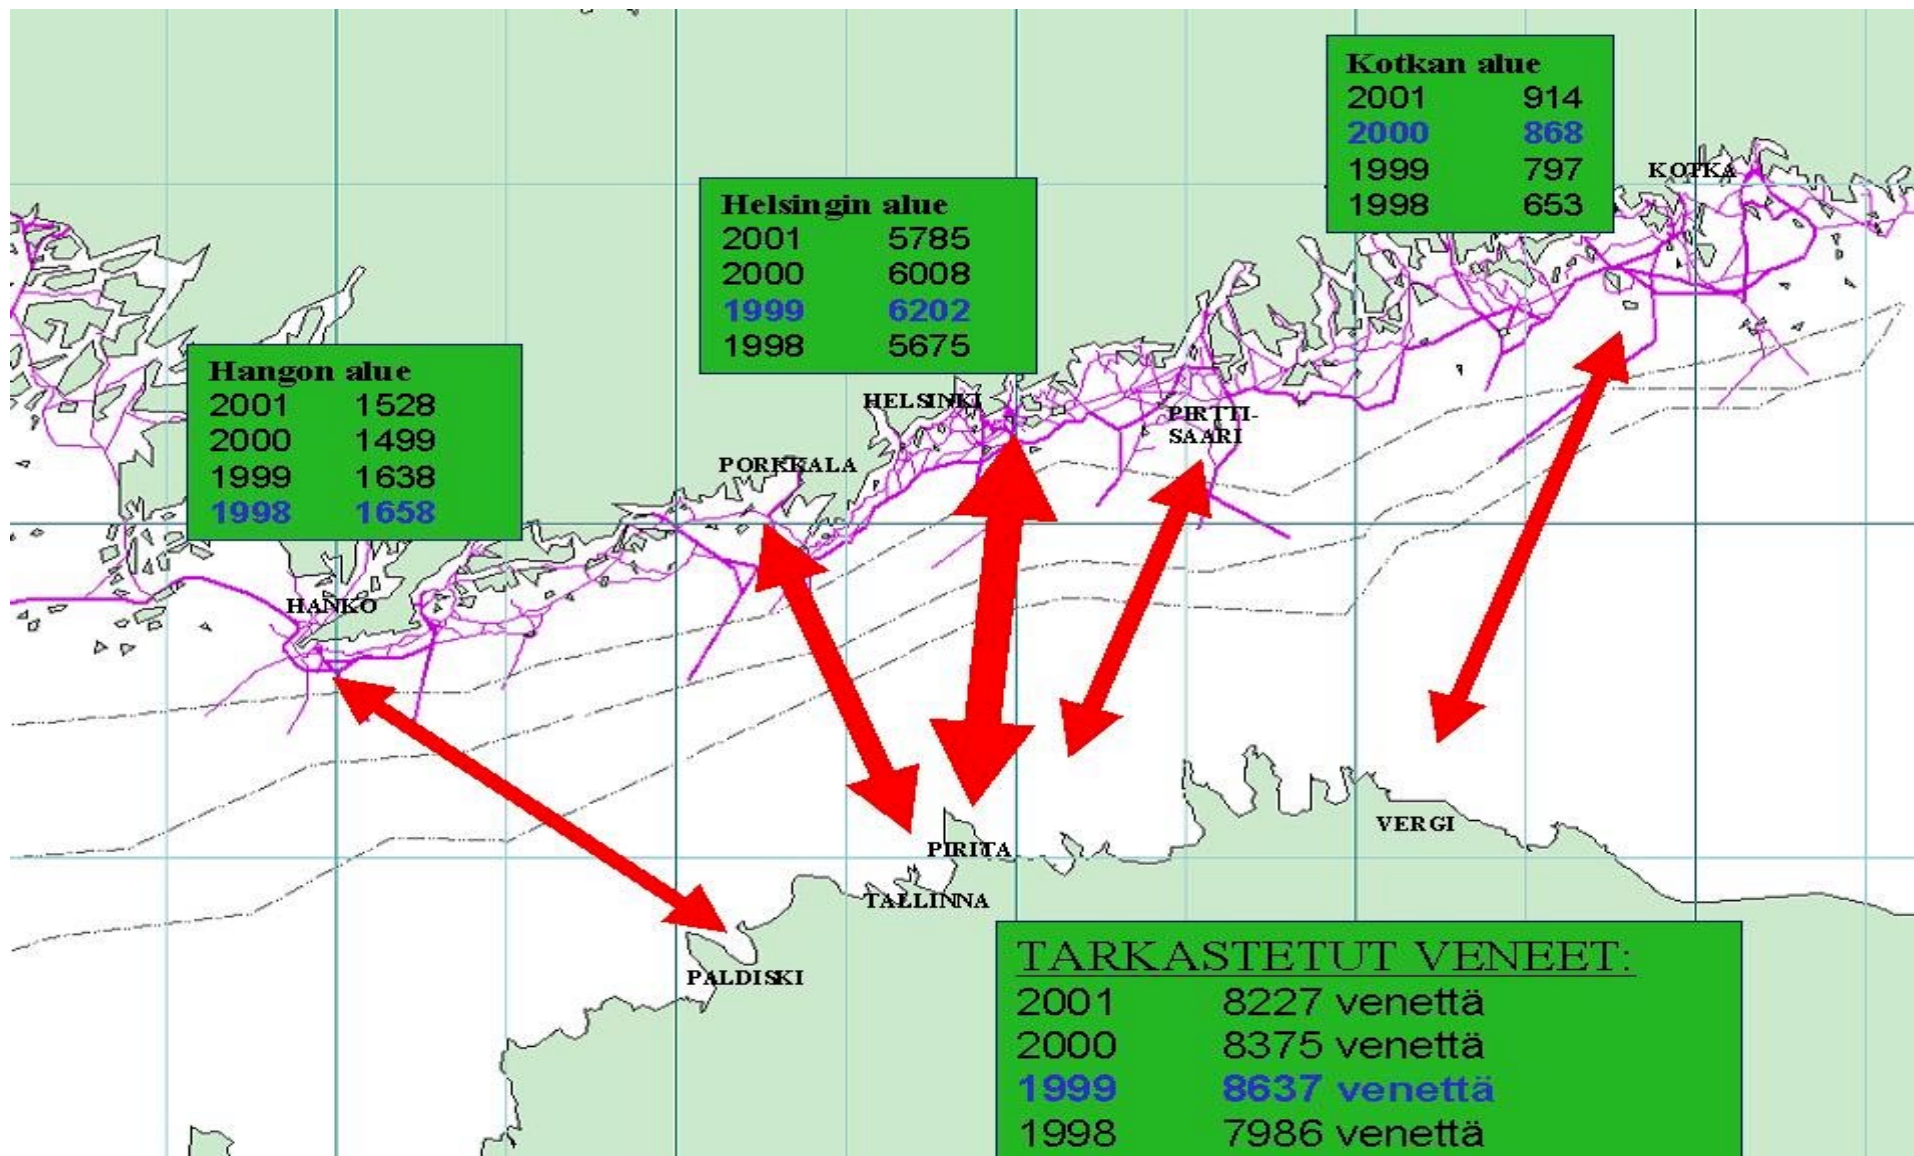 Kotkan alue
2001 914
2000 868
1999 797
1998 653
KOTKA
Helsingin alue
2001 5785
2000 6008
1999 6202
1998 5675
Hangon alue
2001 1528
2000 1499
1999 1638
1998 1658
HELSINKI
PIRTTI-
SAARI
PORKKALA
HANKO
VERGI
PIRITA
TALLINNA
PALDISKI
TARKASTETUT VENEET:
2001 8227 venettä
2000 8375 venettä
1999 8637 venettä
1998 7986 venettä